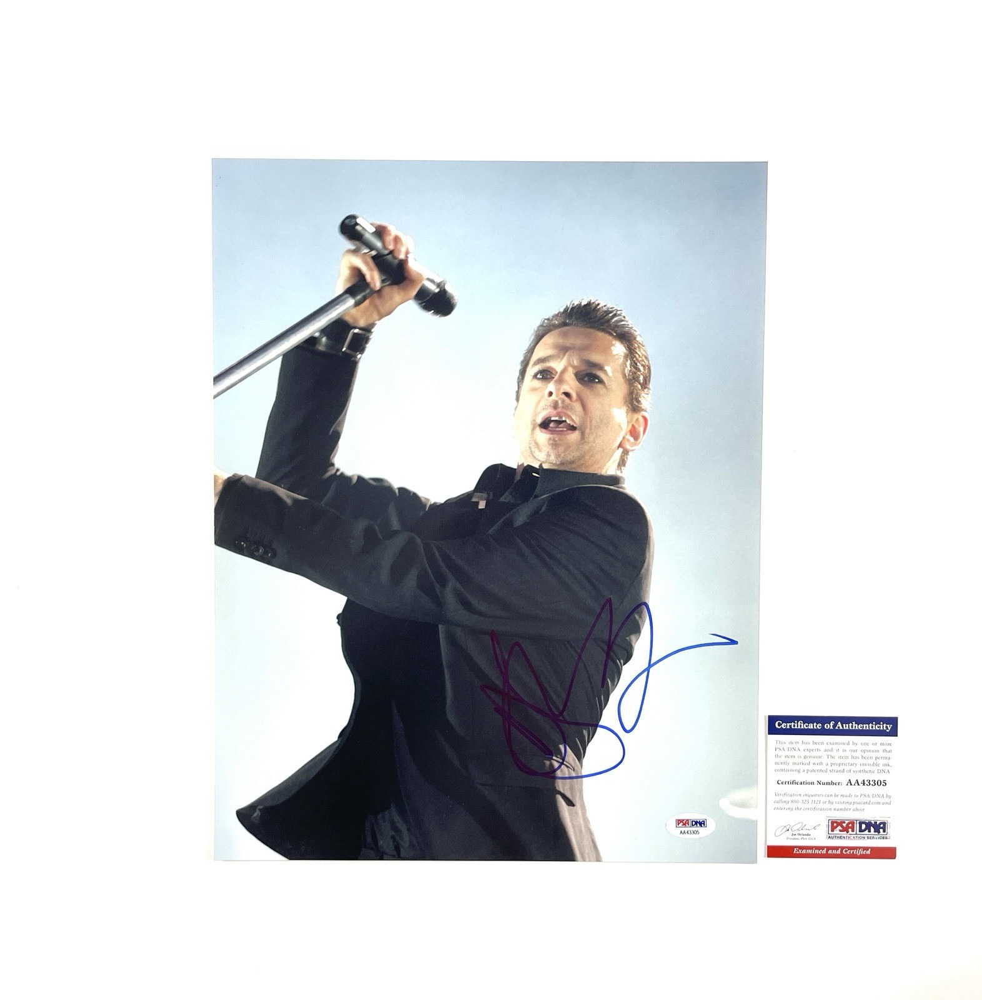 PSA DNA
AA43305
Certificate of Authenticity
This item has been examined by one or more
PSA/DNA experts and it is our opinion that
the item is genuine. The item has been perma-
nently marked with a proprietary invisible ink,
containing a patented strand of synthetic DNA
Certification Number: AA43305
Verification inquiries can be made to PSA/DNA by
calling 800-325-1121 or by visiting psacard.com and
entering the certification number above.
Joe Orlando
President, PSA/DNA
PSA DNA
AUTHENTICATION SERVICES
Examined and Certified